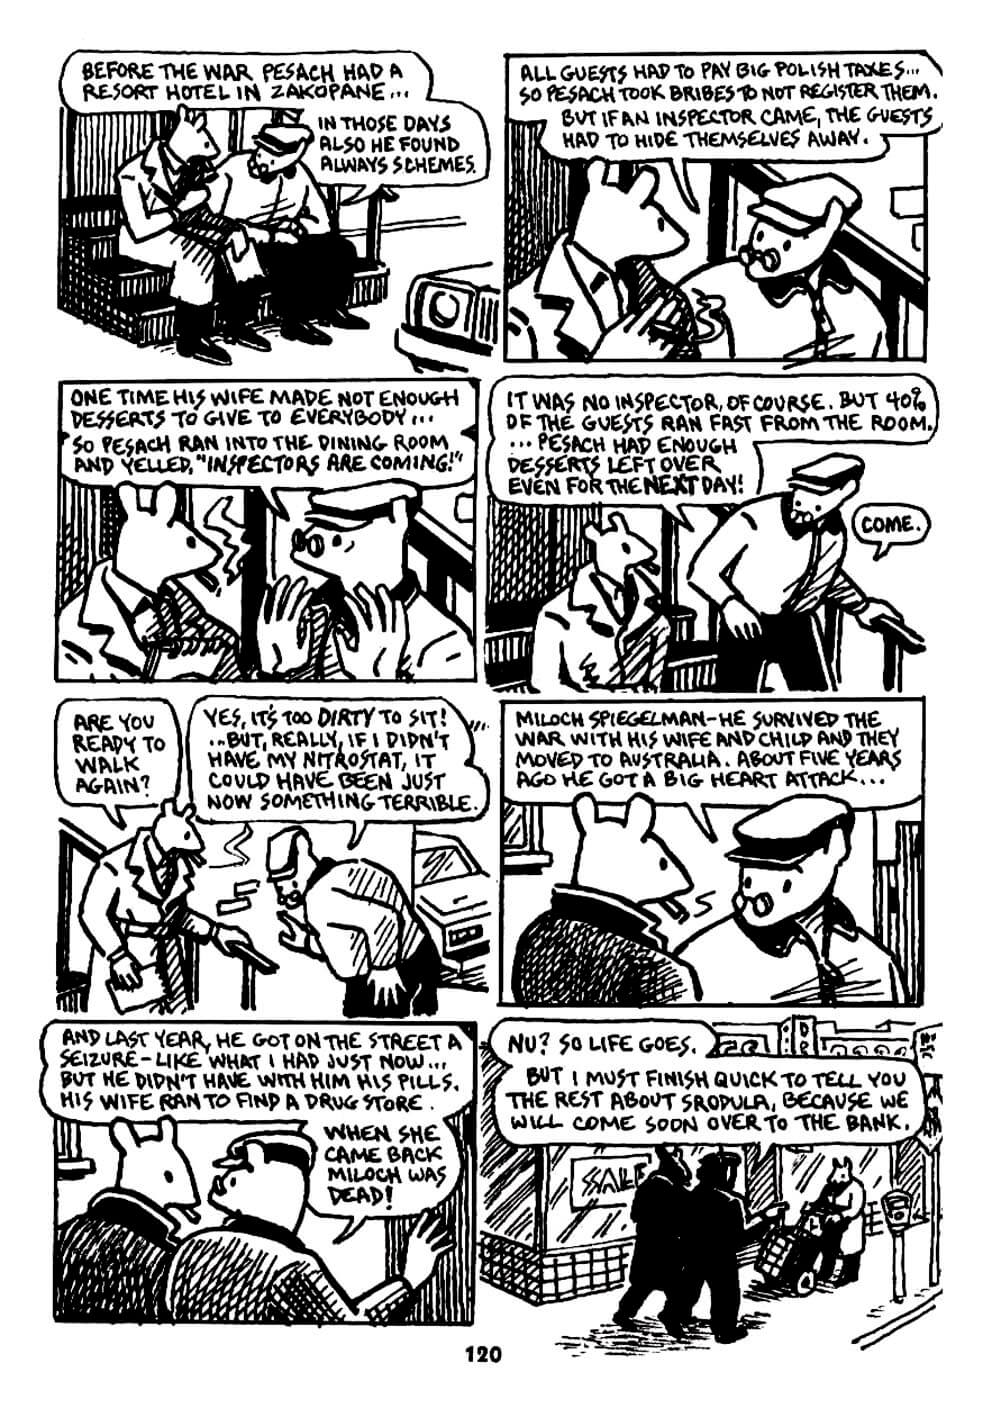 BEFORE THE WAR PESACH HAD A
RESORT HOTEL IN ZAKOPANE...
IN THOSE DAYS
ALSO HE FOUND
ALWAYS SCHEMES.
ALL GUESTS HAD TO PAY BIG POLISH TAXES...
SO PESACH TOOK BRIBES TO NOT REGISTER THEM.
BUT IF AN INSPECTOR CAME, THE GUESTS
HAD TO HIDE THEMSELVES AWAY.
ONE TIME HIS WIFE MADE NOT ENOUGH
DESSERTS TO GIVE TO EVERYBODY...
SO PESACH RAN INTO THE DINING ROOM
AND YELLED, "INSPECTORS ARE COMING!"
IT WAS NO INSPECTOR, OF COURSE. BUT 40%
OF THE GUESTS RAN FAST FROM THE ROOM.
... PESACH HAD ENOUGH
DESSERTS LEFT OVER
EVEN FOR THE NEXT DAY!
COME.
ARE YOU
READY TO
WALK
AGAIN?
YES, IT'S TOO DIRTY TO SIT!
...BUT, REALLY, IF I DIDN'T
HAVE MY NITROSTAT, IT
COULD HAVE BEEN JUST
NOW SOMETHING TERRIBLE.
MILOCH SPIEGELMAN-HE SURVIVED THE
WAR WITH HIS WIFE AND CHILD AND THEY
MOVED TO AUSTRALIA. ABOUT FIVE YEARS
AGO HE GOT A BIG HEART ATTACK...
AND LAST YEAR, HE GOT ON THE STREET A
SEIZURE-LIKE WHAT I HAD JUST NOW...
BUT HE DIDN'T HAVE WITH HIM HIS PILLS.
HIS WIFE RAN TO FIND A DRUG STORE.
WHEN SHE
CAME BACK
MILOCH WAS
DEAD!
NU? SO LIFE GOES.
BUT I MUST FINISH QUICK TO TELL YOU
THE REST ABOUT SRODULA, BECAUSE WE
WILL COME SOON OVER TO THE BANK.
SALE
120